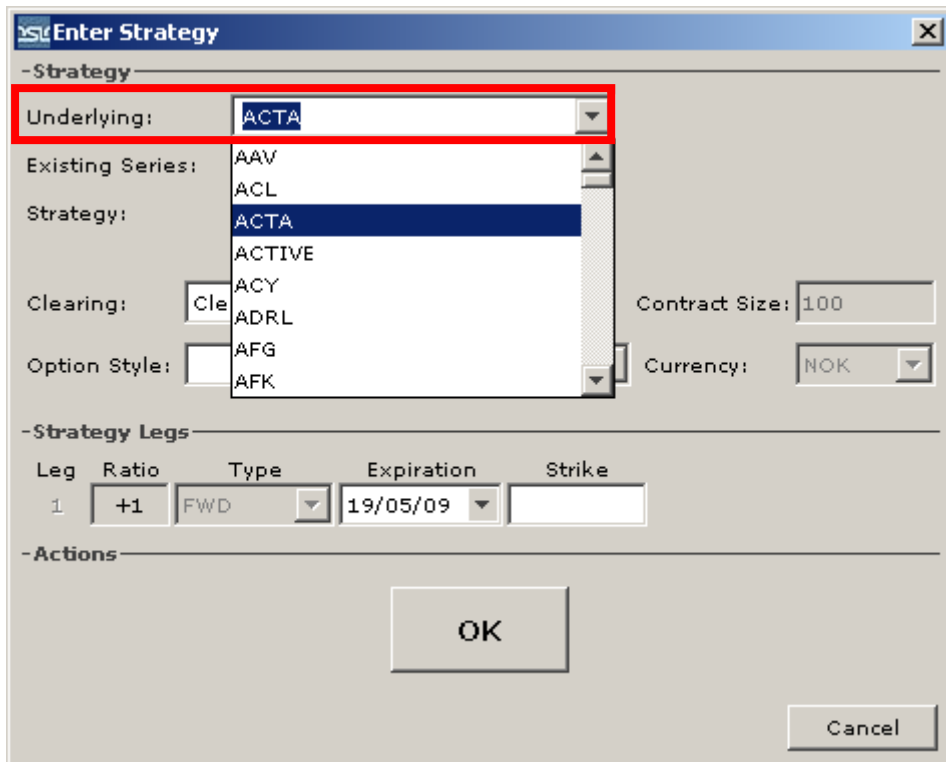 Enter Strategy
Strategy
Underlying: ACTA
AAV
Existing Series:
ACL
Strategy:
ACTA
ACTIVE
ACY
Clearing: Cle
Contract Size: 100
ADRL
AFG
Option Style:
Currency: NOK
AFK
Strategy Legs
Leg Ratio Type Expiration Strike
1 +1 FWD 19/05/09
Actions
OK
Cancel